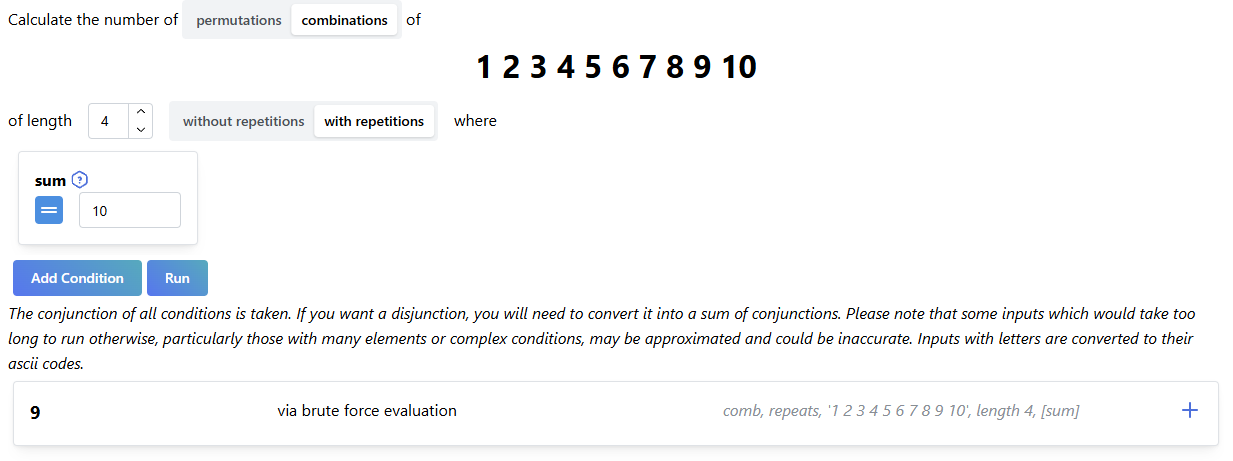 Calculate the number of permutations combinations of
1 2 3 4 5 6 7 8 9 10
of length 4 without repetitions with repetitions where
sum ?
= 10
Add Condition Run
The conjunction of all conditions is taken. If you want a disjunction, you will need to convert it into a sum of conjunctions. Please note that some inputs which would take too
long to run otherwise, particularly those with many elements or complex conditions, may be approximated and could be inaccurate. Inputs with letters are converted to their
ascii codes.
9 via brute force evaluation comb, repeats, '1 2 3 4 5 6 7 8 9 10', length 4, [sum] +